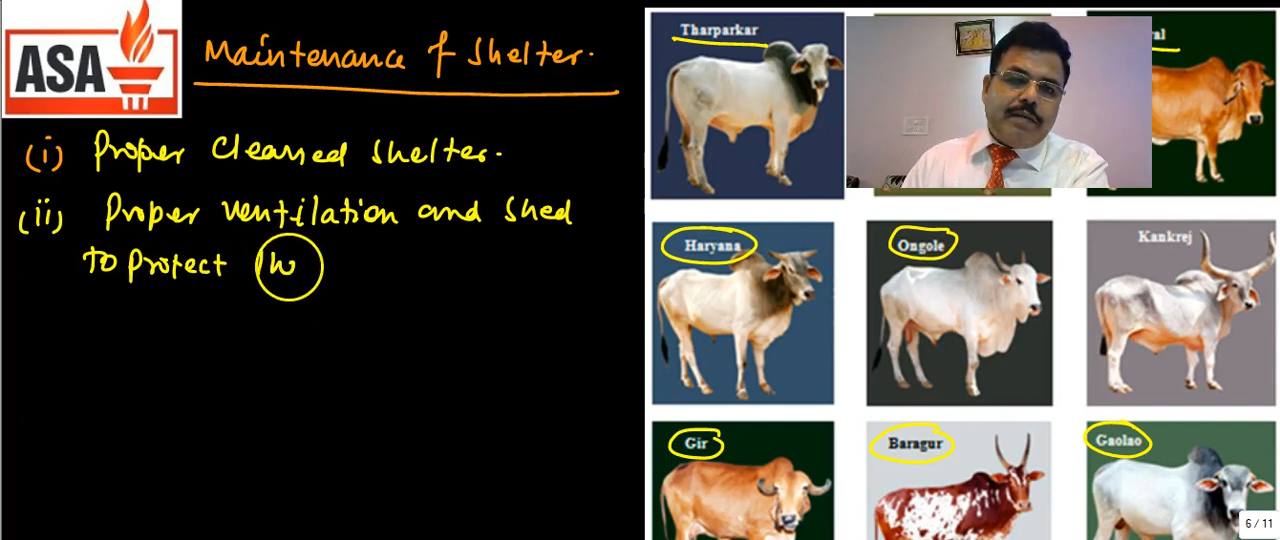 ASA
Maintenance of Shelter.
(i) Proper Cleaned Shelter.
(ii) Proper ventilation and Shed
to protect
Tharparkar
Haryana
Ongole
Kankrej
Gir
Baragur
Gaolao
6 / 11